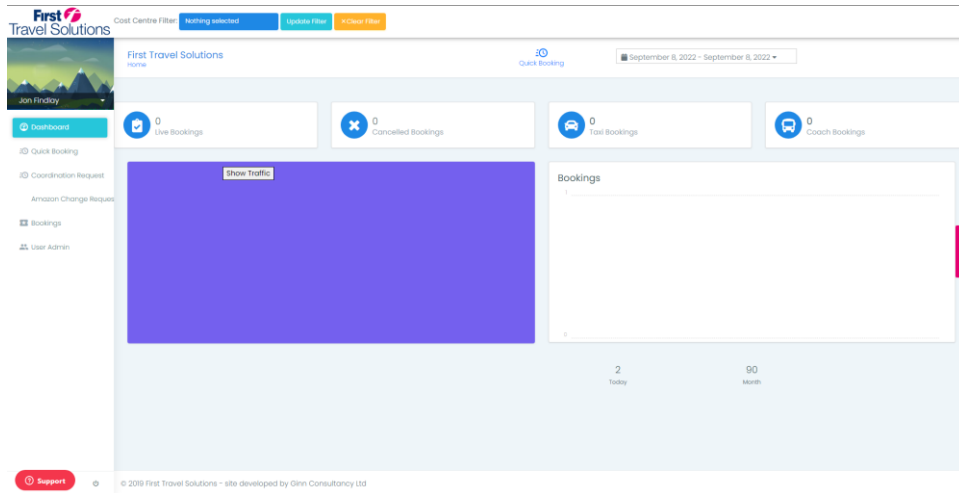 First
Travel Solutions
Cost Centre Filter:
Nothing selected
Update Filter
×Clear Filter
First Travel Solutions
Home
Quick Booking
September 8, 2022 - September 8, 2022
Jon Findlay
Dashboard
Quick Booking
Coordination Request
Amazon Change Reques
Bookings
User Admin
0
Live Bookings
0
Cancelled Bookings
0
Taxi Bookings
0
Coach Bookings
Show Traffic
Bookings
1
0
2
Today
90
Month
Support
© 2019 First Travel Solutions - site developed by Ginn Consultancy Ltd